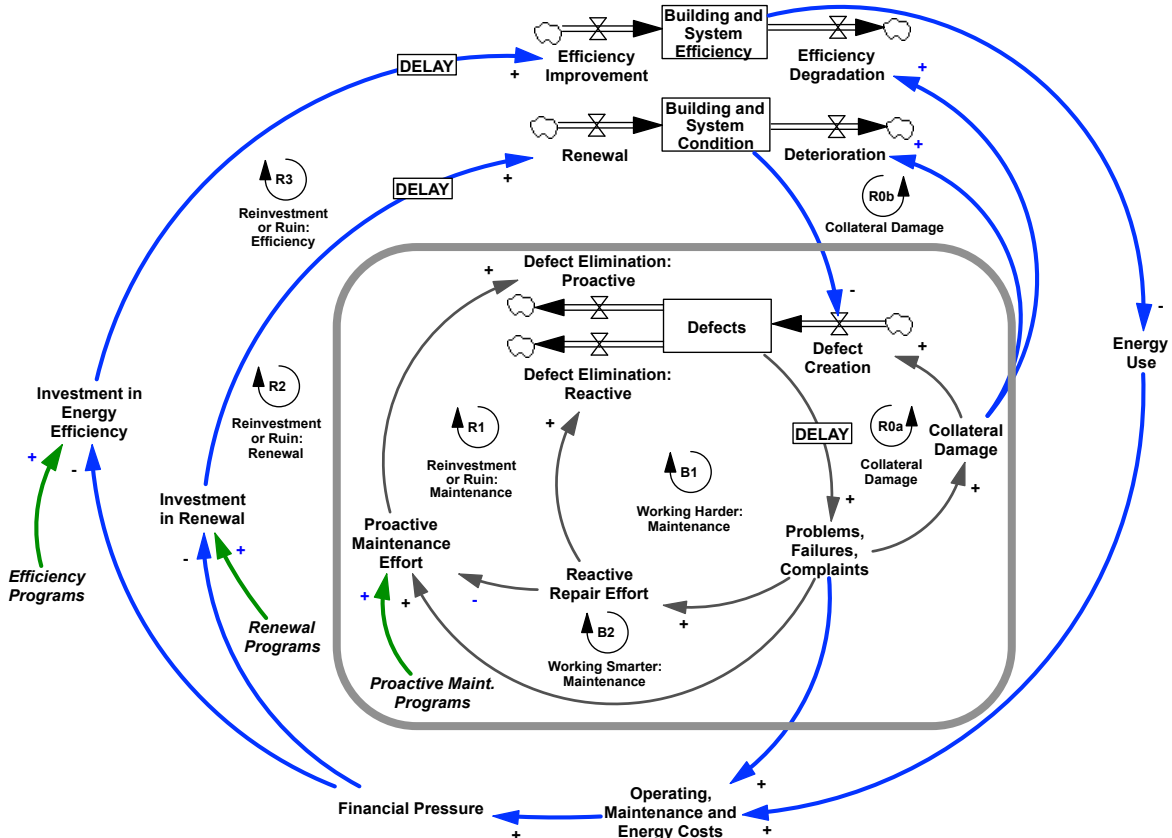 Building and
System
Efficiency
Efficiency
Improvement
Efficiency
Degradation
DELAY
+
+
Building and
System
Condition
Renewal
Deterioration
DELAY
+
+
R3
Reinvestment
or Ruin:
Efficiency
R0b
Collateral Damage
Defect Elimination:
Proactive
+
-
-
Defects
Defect
Creation
+
Energy
Use
Defect Elimination:
Reactive
R2
Reinvestment
or Ruin:
Renewal
Investment in
Energy
Efficiency
+
-
R1
Reinvestment
or Ruin:
Maintenance
+
DELAY
R0a
Collateral
Damage
Collateral
Damage
+
B1
Working Harder:
Maintenance
+
Investment
in Renewal
-
+
Proactive
Maintenance
Effort
Problems,
Failures,
Complaints
Reactive
Repair Effort
-
+
+
+
Efficiency
Programs
Renewal
Programs
B2
Working Smarter:
Maintenance
Proactive Maint.
Programs
+
Financial Pressure
+
Operating,
Maintenance and
Energy Costs
+